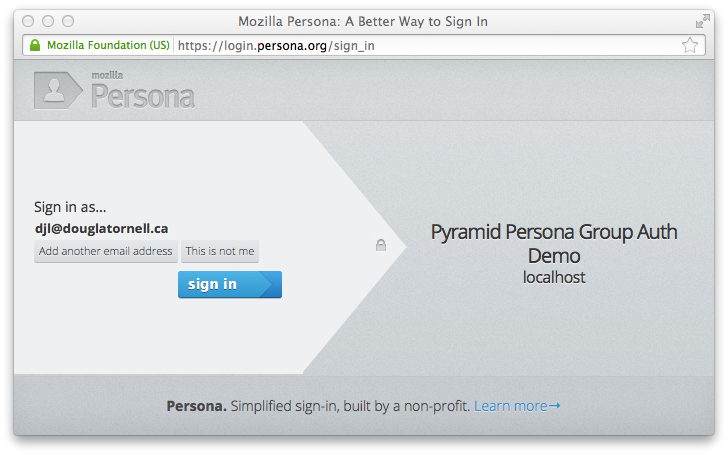 Mozilla Persona: A Better Way to Sign In
Mozilla Foundation (US) https://login.persona.org/sign_in
mozilla
Persona
Sign in as...
djl@douglatornell.ca
Add another email address This is not me
sign in
Pyramid Persona Group Auth
Demo
localhost
Persona. Simplified sign-in, built by a non-profit. Learn more→